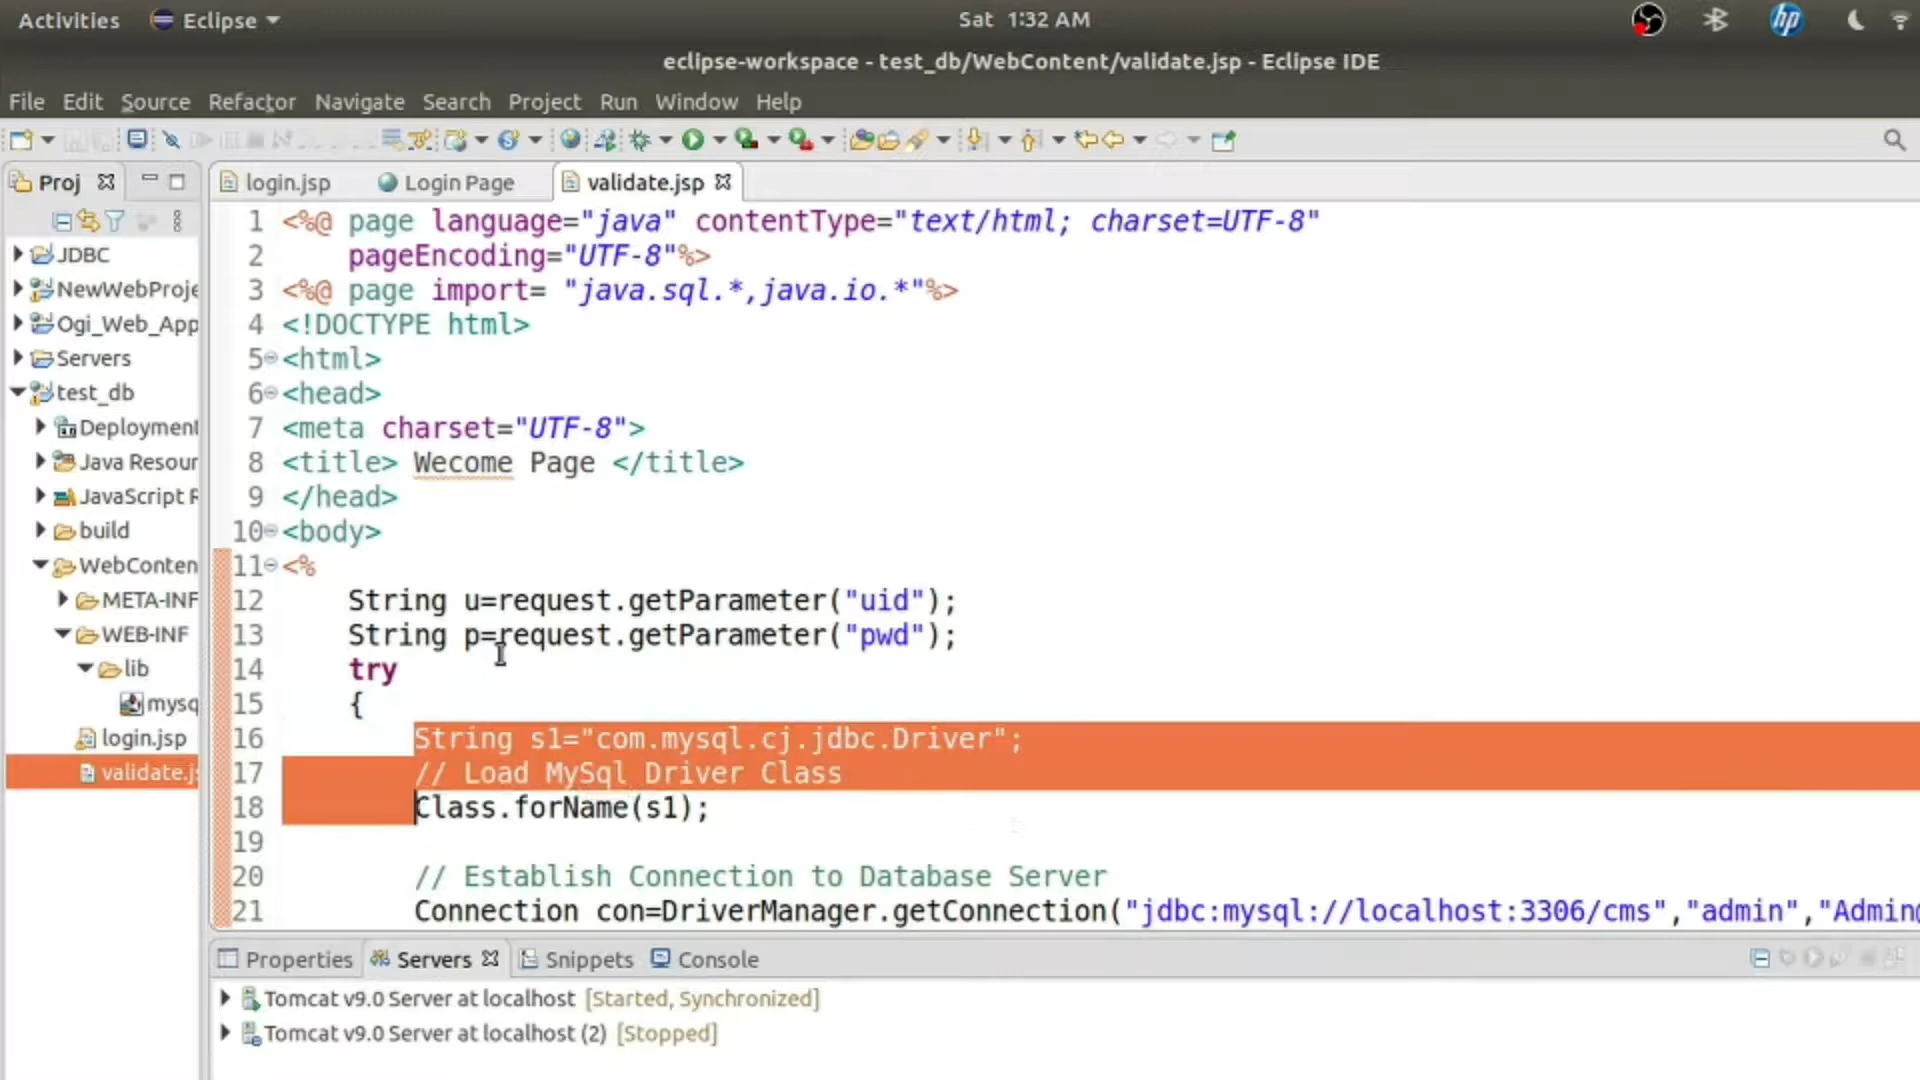 Activities Eclipse Sat 1:32 AM
eclipse-workspace - test_db/WebContent/validate.jsp - Eclipse IDE
File Edit Source Refactor Navigate Search Run Project Run Window Help
Proj login.jsp Login Page validate.jsp
JDBC
NewWebProje
Ogi_Web_App
Servers
test_db
Deployment
Java Resour
JavaScript R
build
WebConten
META-INF
WEB-INF
lib
mysq
login.jsp
validate.js
1 <%@ page language="java" contentType="text/html; charset=UTF-8"
2 pageEncoding="UTF-8"%>
3 <%@ page import= "java.sql.*,java.io.*"%>
4 <!DOCTYPE html>
5 <html>
6 <head>
7 <meta charset="UTF-8">
8 <title> Wecome Page </title>
9 </head>
10 <body>
11 <%
12 String u=request.getParameter("uid");
13 String p=request.getParameter("pwd");
14 try
15 {
16 String s1="com.mysql.cj.jdbc.Driver";
17 // Load MySql Driver Class
18 Class.forName(s1);
19
20 // Establish Connection to Database Server
21 Connection con=DriverManager.getConnection("jdbc:mysql://localhost:3306/cms","admin","Admin@
Properties Servers Snippets Console
Tomcat v9.0 Server at localhost [Started, Synchronized]
Tomcat v9.0 Server at localhost (2) [Stopped]